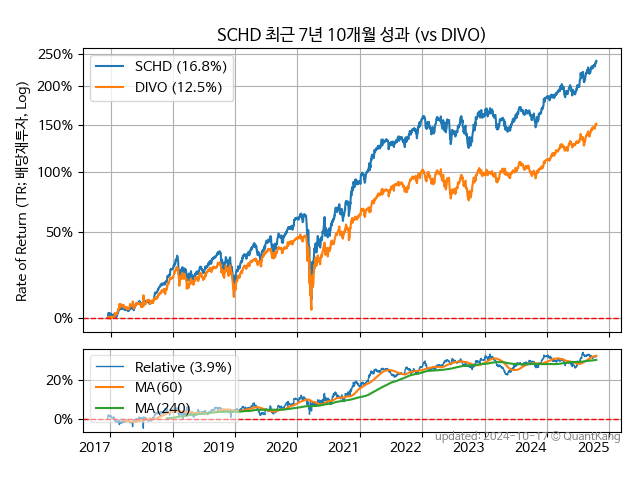 SCHD 최근 7년 10개월 성과 (vs DIVO)
Rate of Return (TR: 배당재투자, Log)
250%
200%
150%
100%
50%
0%
SCHD (16.8%)
DIVO (12.5%)
20%
0%
Relative (3.9%)
MA(60)
MA(240)
2017 2018 2019 2020 2021 2022 2023 2024 2025
updated: 2024-10-17 © QuantKang